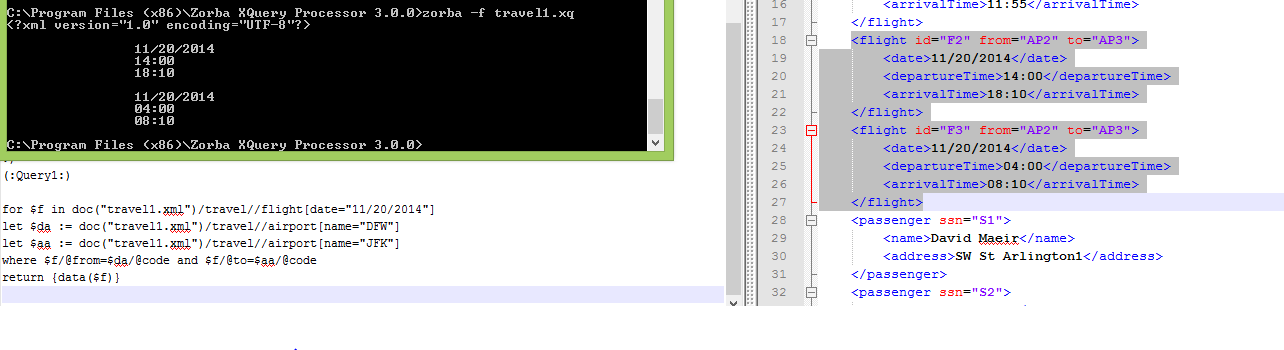 C:\Program Files (x86)\Zorba XQuery Processor 3.0.0>zorba -f travel1.xq
<?xml version="1.0" encoding="UTF-8"?>
11/20/2014
14:00
18:10
11/20/2014
04:00
08:10
C:\Program Files (x86)\Zorba XQuery Processor 3.0.0>
(:Query1:)
for $f in doc("travel1.xml")/travel//flight[date="11/20/2014"]
let $da := doc("travel1.xml")/travel//airport[name="DFW"]
let $aa := doc("travel1.xml")/travel//airport[name="JFK"]
where $f/@from=$da/@code and $f/@to=$aa/@code
return {data($f)}
16 <arrivalTime>11:55</arrivalTime>
17 </flight>
18 <flight id="F2" from="AP2" to="AP3">
19 <date>11/20/2014</date>
20 <departureTime>14:00</departureTime>
21 <arrivalTime>18:10</arrivalTime>
22 </flight>
23 <flight id="F3" from="AP2" to="AP3">
24 <date>11/20/2014</date>
25 <departureTime>04:00</departureTime>
26 <arrivalTime>08:10</arrivalTime>
27 </flight>
28 <passenger ssn="S1">
29 <name>David Maeir</name>
30 <address>SW St Arlington1</address>
31 </passenger>
32 <passenger ssn="S2">